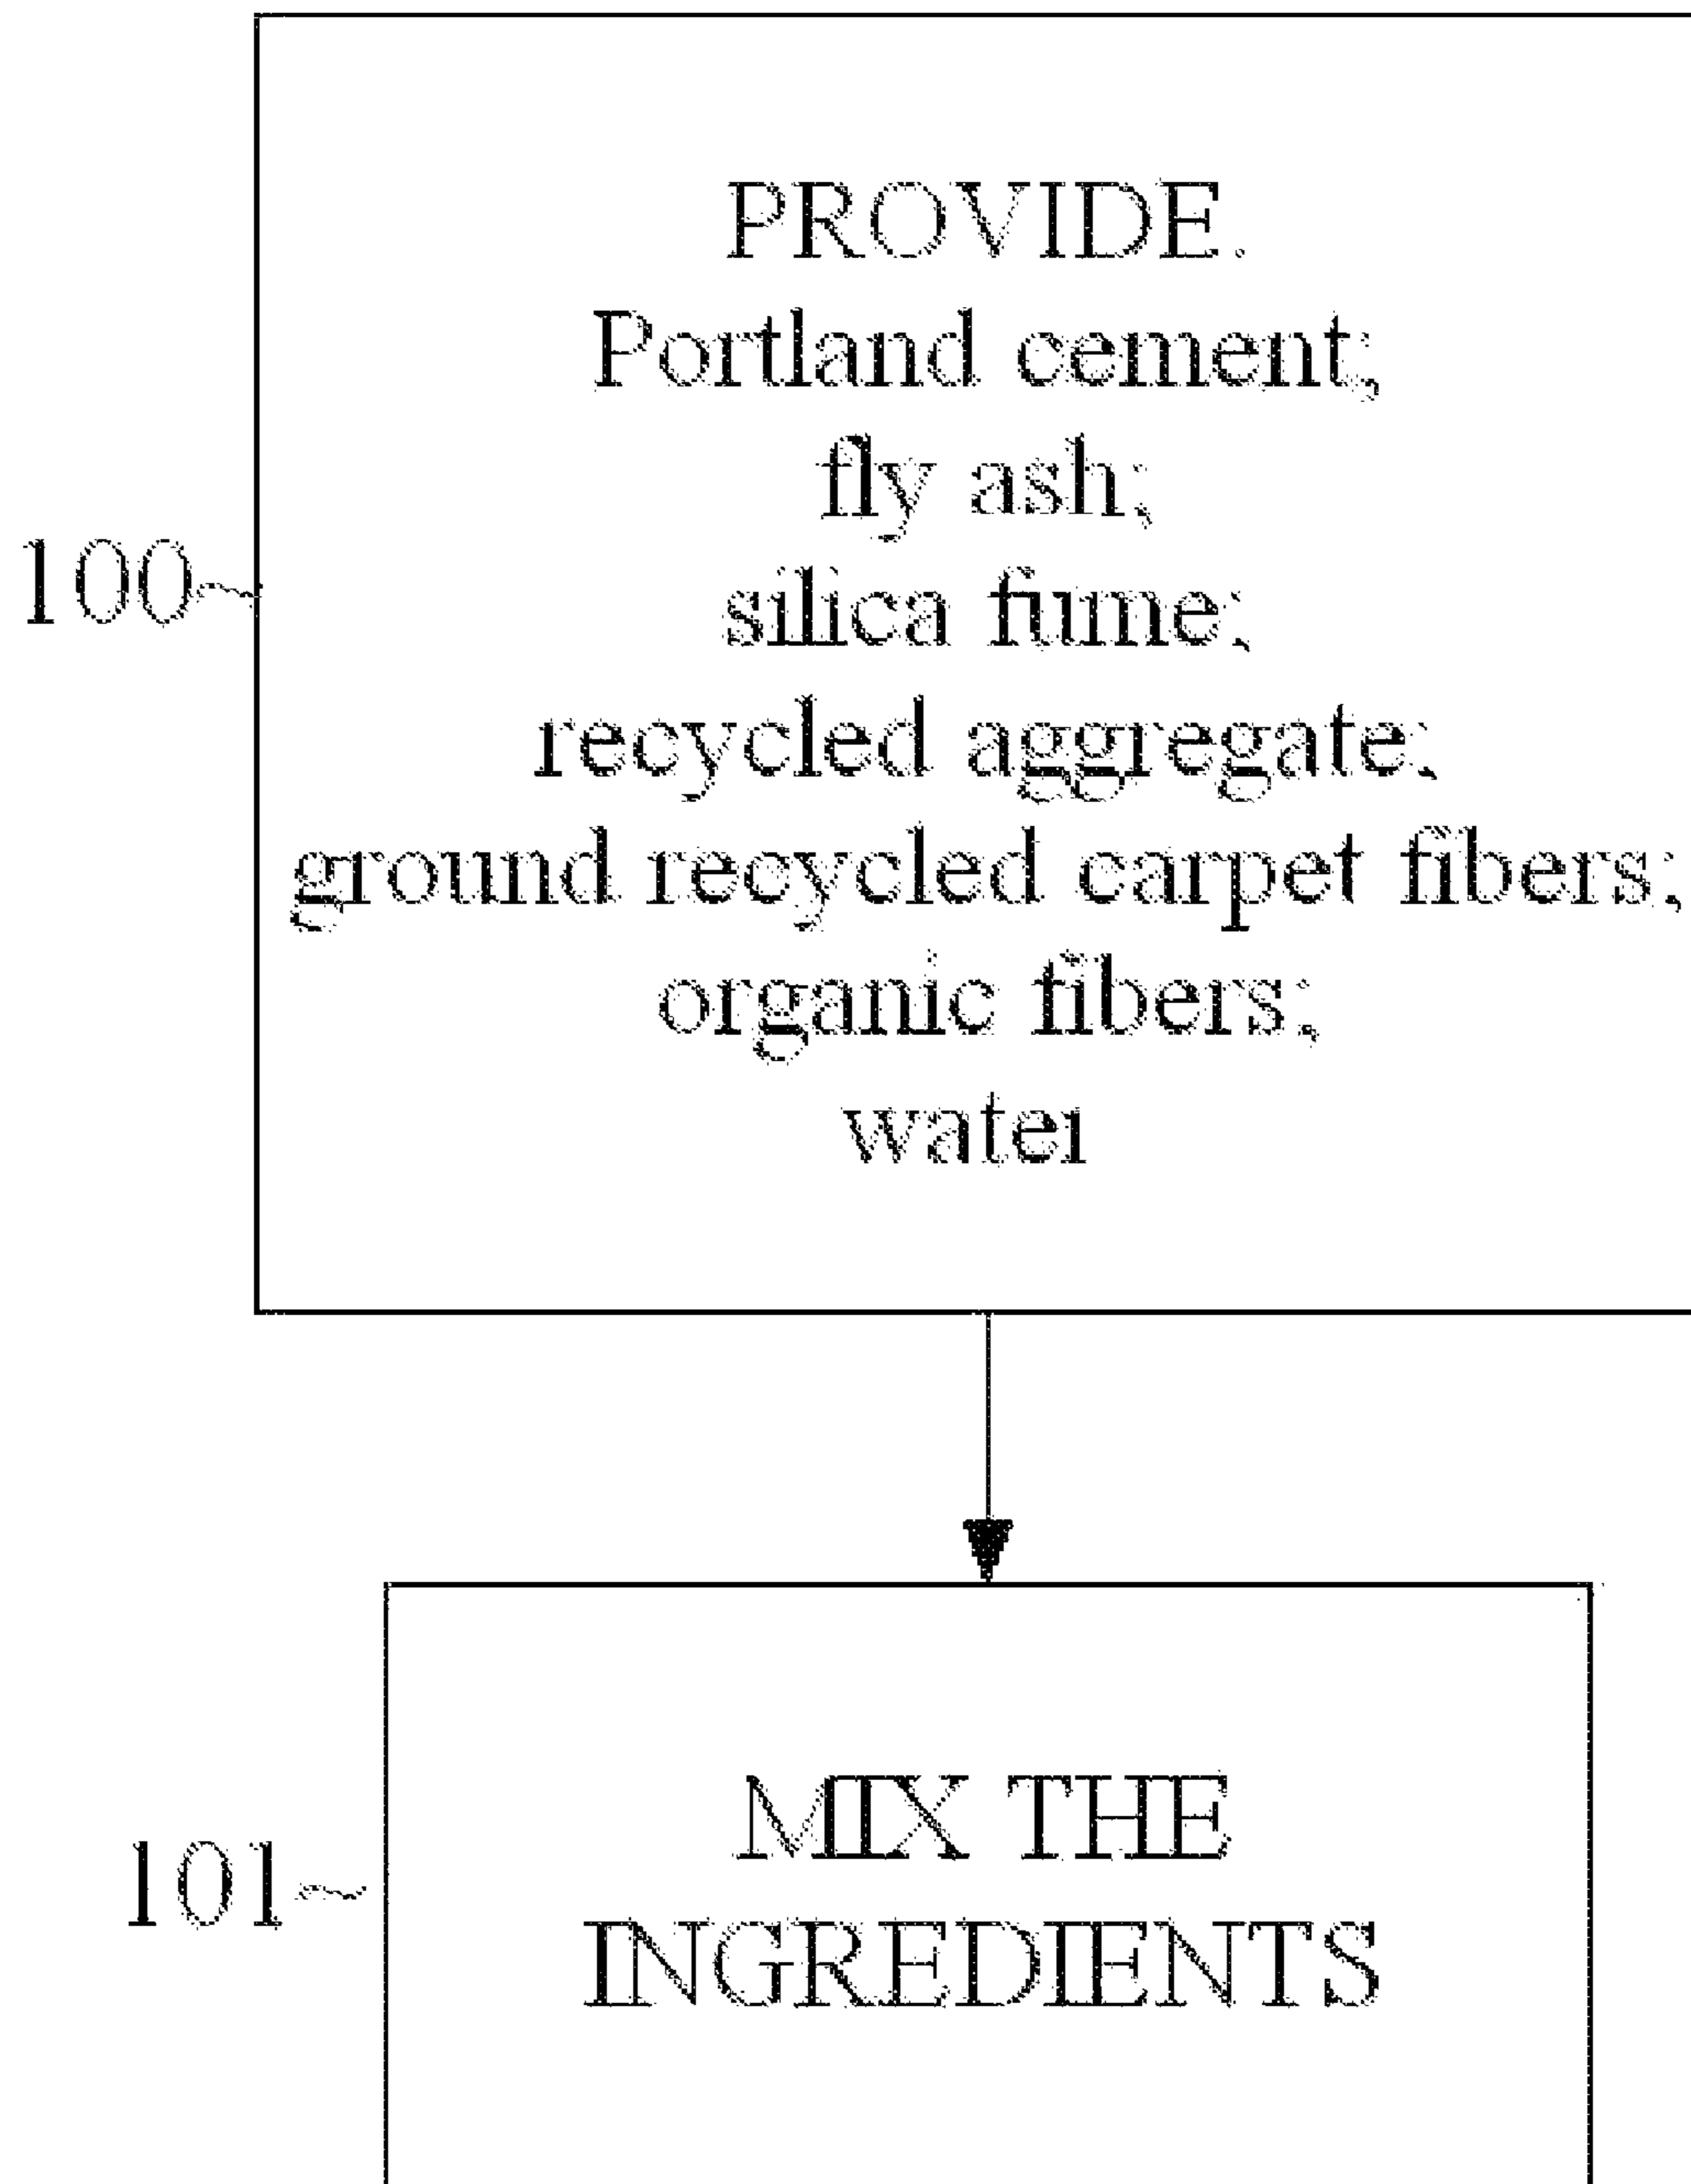 PROVIDE:
Portland cement;
fly ash;
silica fume;
recycled aggregate;
100~
ground recycled carpet fibers;
organic fibers;
water
MIX THE
101~
INGREDIENTS